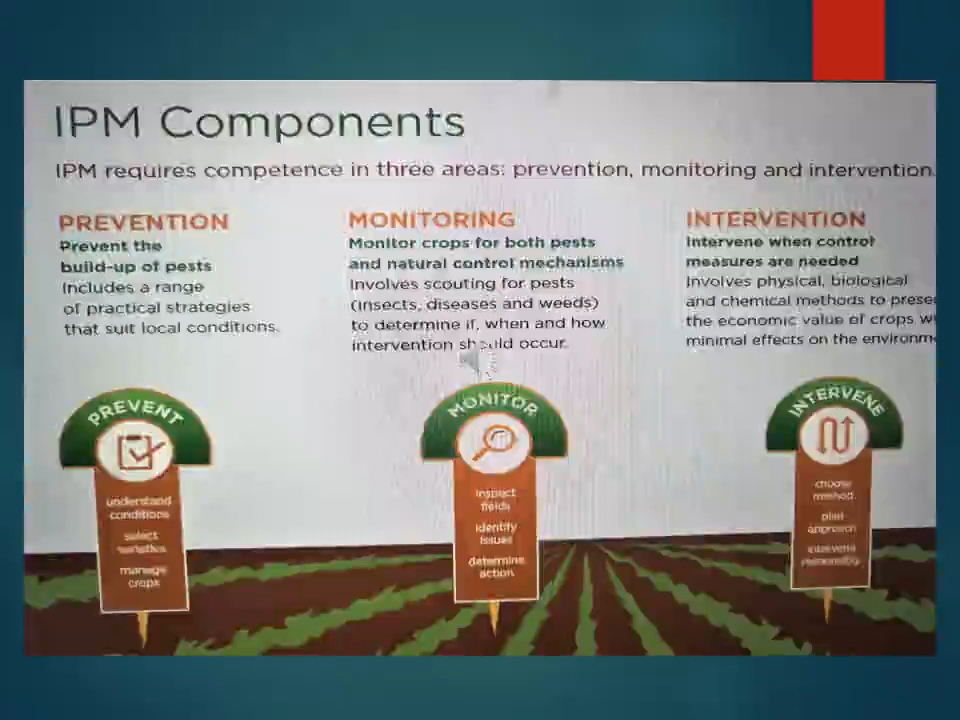 IPM Components
IPM requires competence in three areas: prevention, monitoring and intervention.
PREVENTION
Prevent the
build-up of pests
Includes a range
of practical strategies
that suit local conditions.
MONITORING
Monitor crops for both pests
and natural control mechanisms
Involves scouting for pests
(insects, diseases and weeds)
to determine if, when and how
intervention should occur.
INTERVENTION
Intervene when control
measures are needed
Involves physical, biological
and chemical methods to
the economic value of crops
minimal effects on the
PREVENT
understand
conditions
select
varieties
manage
crops
MONITOR
inspect
fields
identify
issues
determine
action
INTERVENE
choose
method
plan
approach
intervene